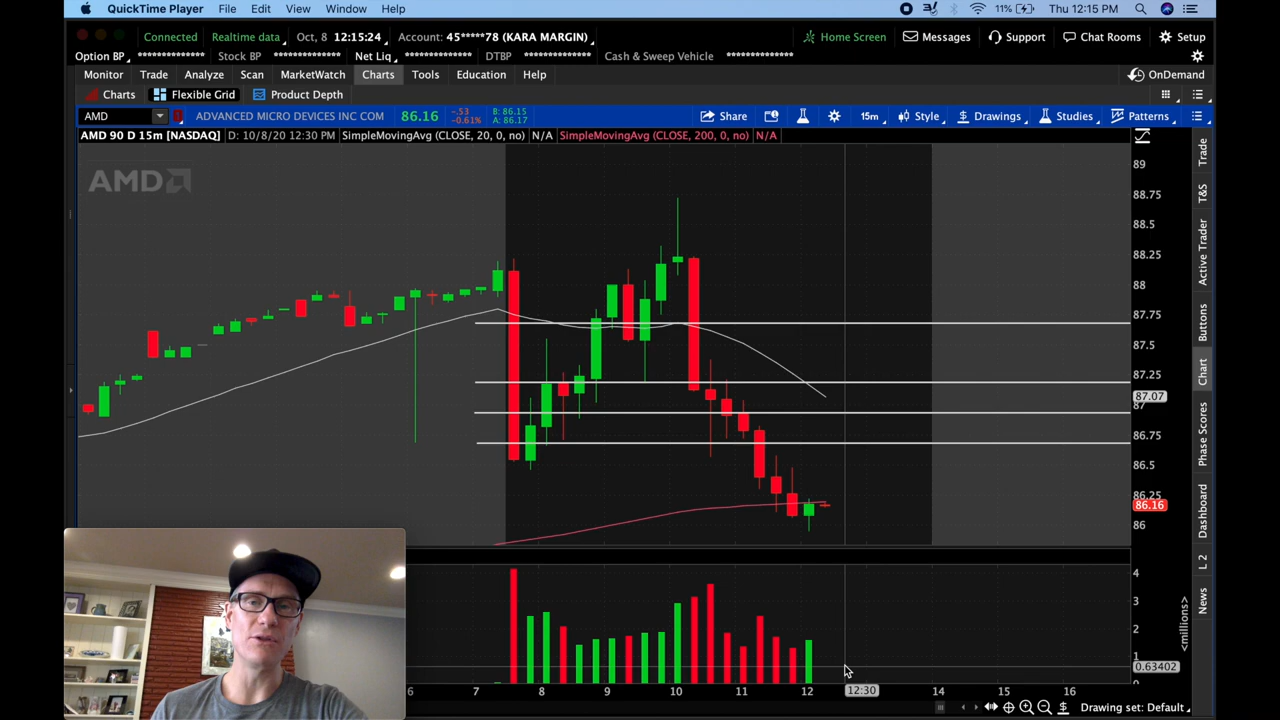 QuickTime Player File Edit View Window Help 11% Thu 12:15 PM
Connected Realtime data Oct, 8 12:15:24 Account: 45*****78 (KARA MARGIN) Home Screen Messages Support Chat Rooms Setup
Option BP ************** Stock BP ************** Net Liq ************** DTBP ************** Cash & Sweep Vehicle **************
Monitor Trade Analyze Scan MarketWatch Charts Tools Education Help OnDemand
Charts Flexible Grid Product Depth
AMD ADVANCED MICRO DEVICES INC COM 86.16 -.53 -0.61% B: 86.15 A: 86.17 Share 15m Style Drawings Studies Patterns
AMD 90 D 15m [NASDAQ] D: 10/8/20 12:30 PM SimpleMovingAvg (CLOSE, 20, 0, no) N/A SimpleMovingAvg (CLOSE, 200, 0, no) N/A
AMD
89
88.75
88.5
88.25
88
87.75
87.5
87.25
87.07
87
86.75
86.5
86.25
86.16
86
4
3
2
1
0.63402
0
<millions>
Trade
T&S
Active Trader
Buttons
Chart
Phase Scores
Dashboard
L 2
News
6 7 8 9 10 11 12 12:30 14 15 16
Drawing set: Default